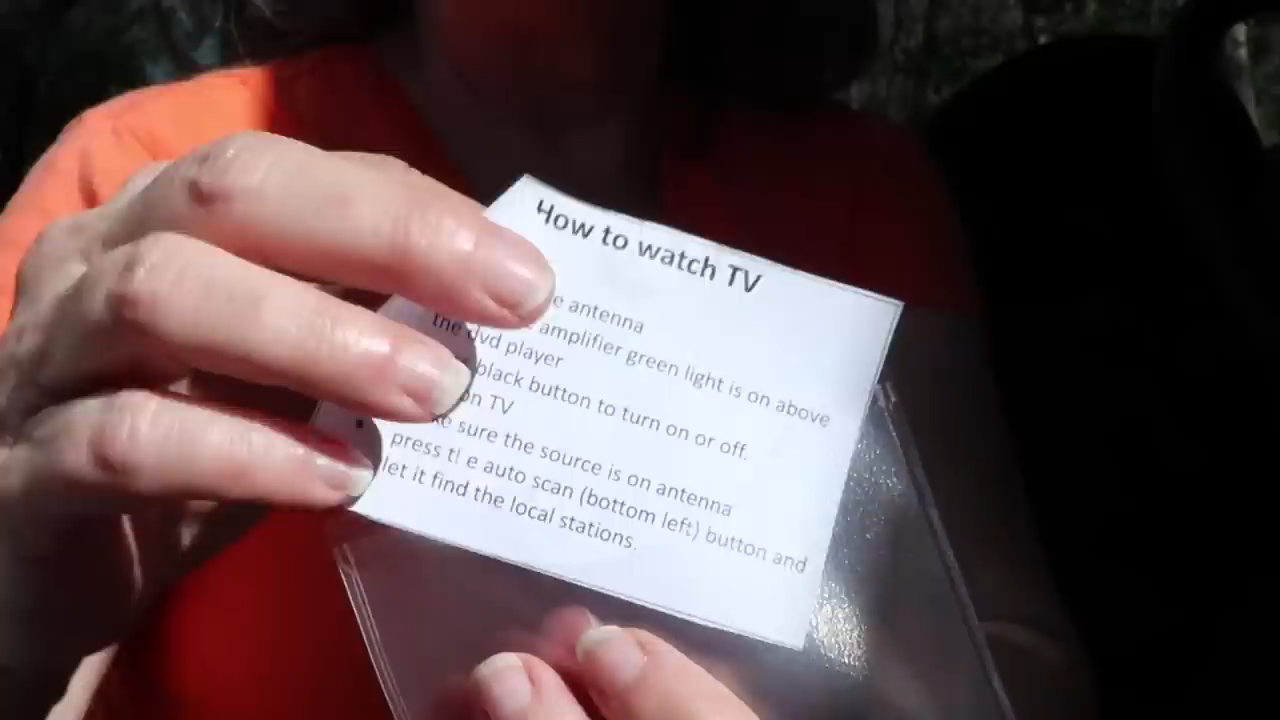 How to watch TV
antenna
amplifier green light is on above
the dvd player
black button to turn on or off.
on TV
sure the source is on antenna
press the auto scan (bottom left) button and
let it find the local stations.